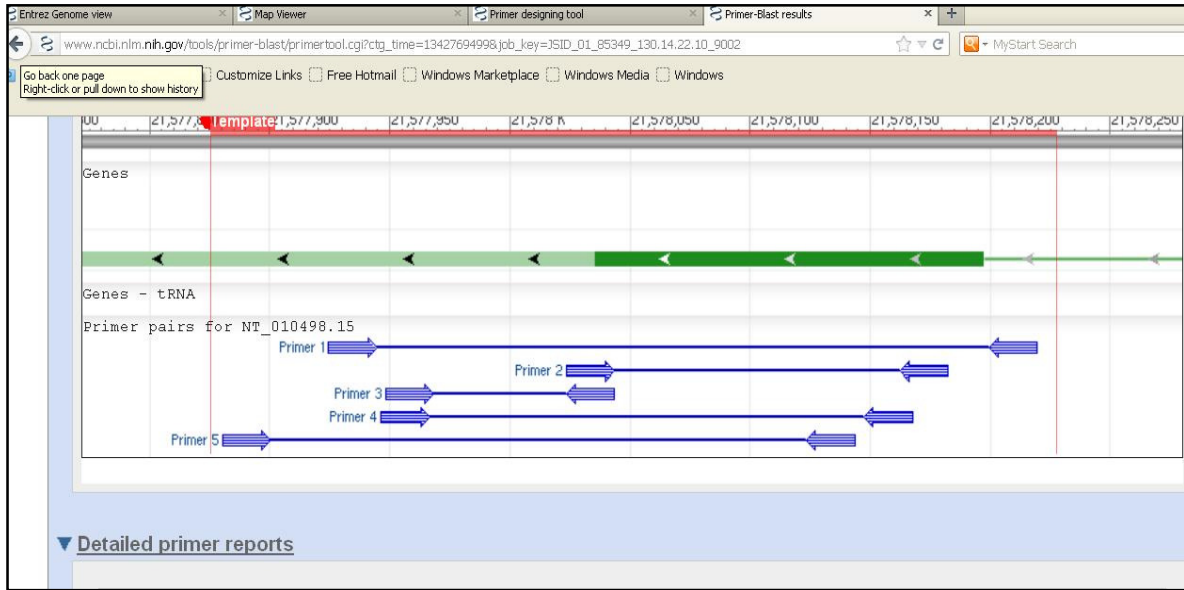 Entrez Genome view × Map Viewer × Primer designing tool × Primer-Blast results × +
www.ncbi.nlm.nih.gov/tools/primer-blast/primertool.cgi?ctg_time=1342769499&job_key=JSID_01_85349_130.14.22.10_9002 MyStart Search
Go back one page
Right-click or pull down to show history
Customize Links Free Hotmail Windows Marketplace Windows Media Windows
Template 21,577,900 21,577,950 21,578 K 21,578,050 21,578,100 21,578,150 21,578,200 21,578,250
Genes
Genes - tRNA
Primer pairs for NT_010498.15
Primer 1
Primer 2
Primer 3
Primer 4
Primer 5
Detailed primer reports